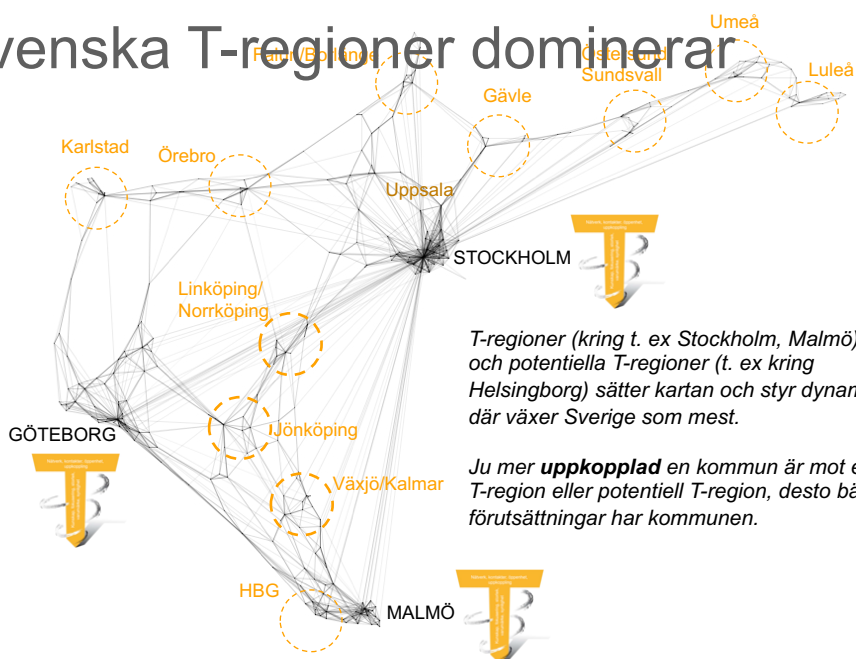 venska T-regioner dominerar
Umeå
Falun/Borlänge
Östersund
Sundsvall
Luleå
Gävle
Karlstad
Örebro
Uppsala
STOCKHOLM
Linköping/
Norrköping
T-regioner (kring t. ex Stockholm, Malmö)
och potentiella T-regioner (t. ex kring
Helsingborg) sätter kartan och styr dynam
där växer Sverige som mest.
GÖTEBORG
Jönköping
Växjö/Kalmar
Ju mer uppkopplad en kommun är mot e
T-region eller potentiell T-region, desto bä
förutsättningar har kommunen.
HBG
MALMÖ